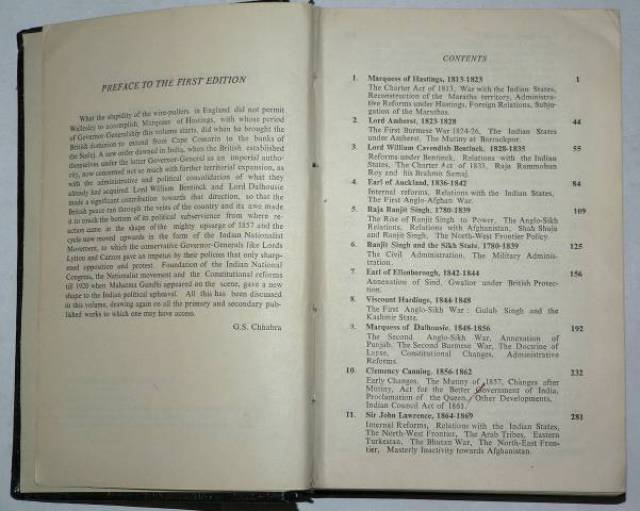 PREFACE TO THE FIRST EDITION
What the stupidity of the wire-pullers in England did not permit
Wellesley to accomplish, Marquess of Hastings, with whose period
of Governor-Generalship this volume starts, did when he brought the
British dominion to extend from Cape Comorin to the banks of
the Sutlej. A new order dawned in India, when the British established
themselves under the latter Governor-General as an imperial autho-
rity, now concerned not so much with further territorial expansion, as
with the administrative and political consolidation of what they
already had acquired. Lord William Bentinck and Lord Dalhousie
made a significant contribution towards that direction, so that the
British peace ran through the veins of the country and its awe made
it to touch the bottom of its political subservience from where re-
action came in the shape of the mighty upsurge of 1857 and the
cycle now moved upwards in the form of the Indian Nationalist
Movement, to which the conservative Governor-Generals like Lords
Lytton and Curzon gave an impetus by their policies that only sharp-
ened opposition and protest. Foundation of the Indian National
Congress, the Nationalist movement and the Constitutional reforms
till 1920 when Mahatma Gandhi appeared on the scene, gave a new
shape to the Indian political upheaval. All this has been discussed
in this volume, drawing again on all the primary and secondary pub-
lished works to which one may have access.
G.S. Chhabra
CONTENTS
1. Marquess of Hastings, 1813-1823 1
The Charter Act of 1813, War with the Indian States,
Reconstruction of the Maratha territory, Administra-
tive Reforms under Hastings, Foreign Relations, Subju-
gation of the Marathas.
2. Lord Amherst, 1823-1828 44
The First Burmese War 1824-26, The Indian States
under Amherst, The Mutiny at Barrackpor.
3. Lord William Cavendish Bentinck, 1828-1835 55
Reforms under Bentinck, Relations with the Indian
States, The Charter Act of 1833, Raja Rammohun
Roy and his Brahmo Samaj.
4. Earl of Auckland, 1836-1842 84
Internal reforms, Relations with the Indian States,
The First Anglo-Afghan War.
5. Raja Ranjit Singh, 1780-1839 109
The Rise of Ranjit Singh to Power, The Anglo-Sikh
Relations, Relations with Afghanistan, Shah Shuja
and Ranjit Singh, The North-West Frontier Policy.
6. Ranjit Singh and the Sikh State, 1780-1839 125
The Civil Administration, The Military Adminis-
tration.
7. Earl of Ellenborough, 1842-1844 156
Annexation of Sind, Gwalior under British Protec-
tion.
8. Viscount Hardinge, 1844-1848
The First Anglo-Sikh War : Gulab Singh and the
Kashmir State.
9. Marquess of Dalhousie, 1848-1856 192
The Second Anglo-Sikh War, Annexation of
Punjab, The Second Burmese War, The Doctrine of
Lapse, Constitutional Changes, Administrative
Reforms.
10. Clemency Canning, 1856-1862 232
Early Changes, The Mutiny of 1857, Changes after
Mutiny, Act for the Better Government of India,
Proclamation of the Queen, Other Developments,
Indian Council Act of 1861.
11. Sir John Lawrence, 1864-1869 281
Internal Reforms, Relations with the Indian States,
The North-West Frontier, The Arab Tribes, Eastern
Turkestan, The Bhutan War, The North-East Fron-
tier, Masterly Inactivity towards Afghanistan.